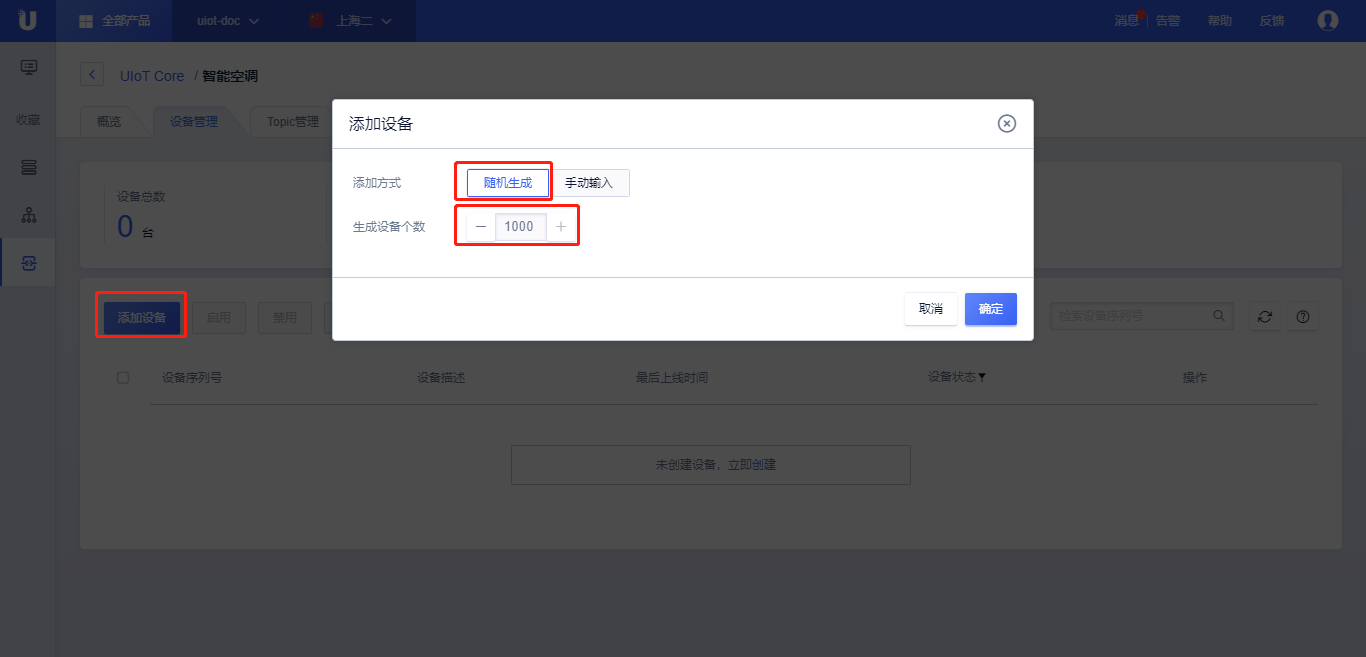 全部产品 uiot-doc 上海二 消息 告警 帮助 反馈
UIoT Core / 智能空调
收藏
概览 设备管理 Topic管理
添加设备
添加方式 随机生成 手动输入
设备总数
生成设备个数 — 1000 +
0 台
取消 确定
添加设备 启用 禁用 检索设备序列号
设备序列号 设备描述 最后上线时间 设备状态 操作
未创建设备，立即创建